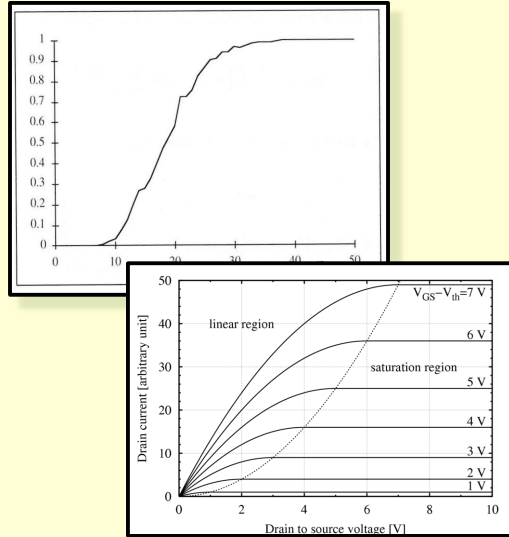 1
0.9
0.8
0.7
0.6
0.5
0.4
0.3
0.2
0.1
0
0 10 20 30 40 50
50
40
30
20
10
0
Drain current [arbitrary unit]
linear region
V_GS−V_th=7 V
6 V
saturation region
5 V
4 V
3 V
2 V
1 V
0 2 4 6 8 10
Drain to source voltage [V]